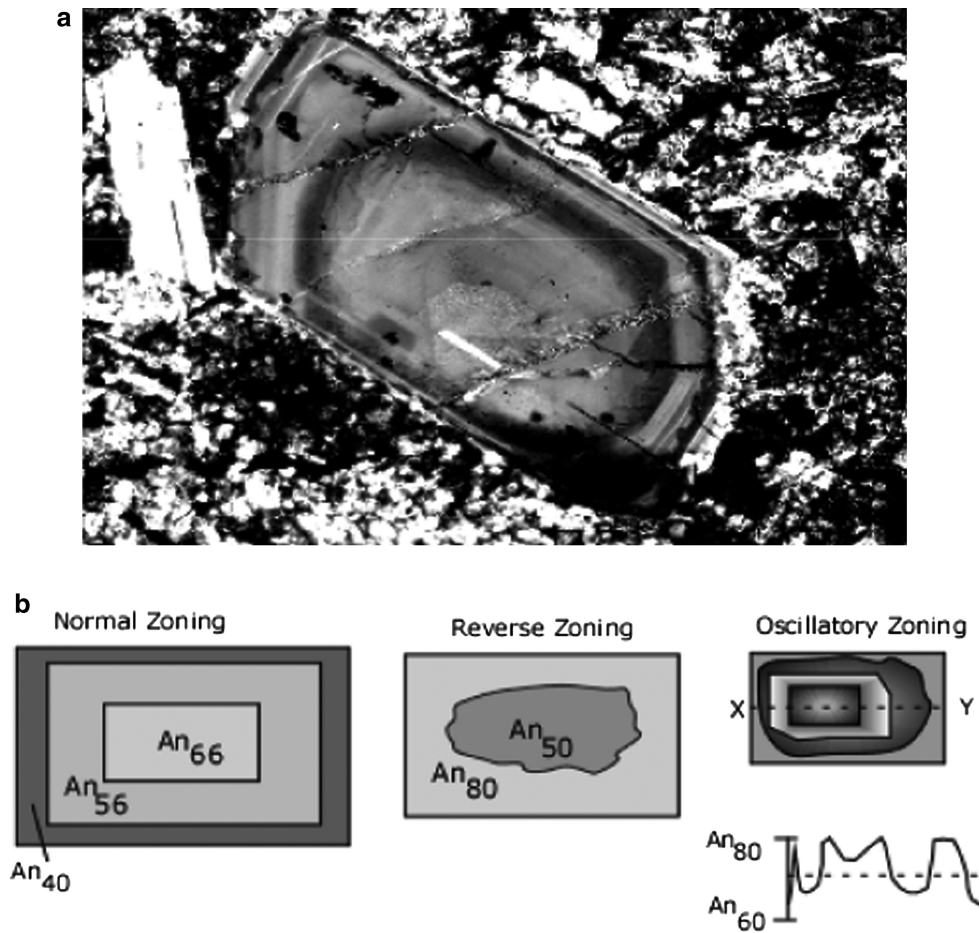 a
b
Normal Zoning
Reverse Zoning
Oscillatory Zoning
An66
An56
An40
An50
An80
X
Y
An80
An60